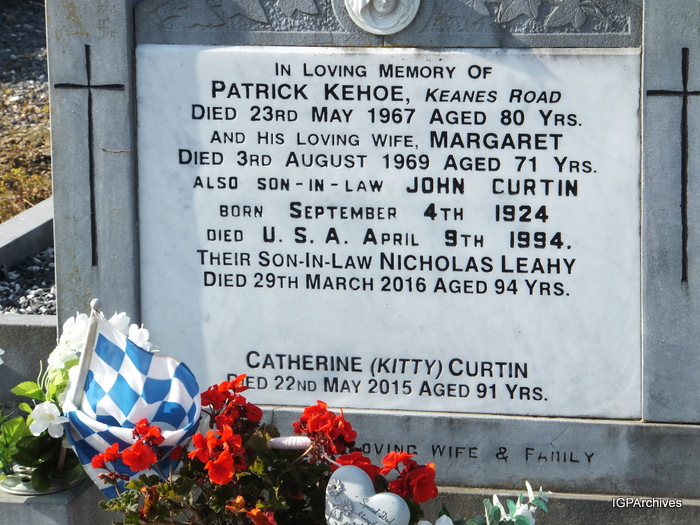 In Loving Memory Of
Patrick Kehoe, Keanes Road
Died 23rd May 1967 Aged 80 Yrs.
And His Loving Wife, Margaret
Died 3rd August 1969 Aged 71 Yrs.
Also Son-in-Law John Curtin
Born September 4th 1924
Died U.S.A. April 9th 1994.
Their Son-In-Law Nicholas Leahy
Died 29th March 2016 Aged 94 Yrs.
Catherine (Kitty) Curtin
Died 22nd May 2015 Aged 91 Yrs.
Loving Wife & Family
IGPArchives